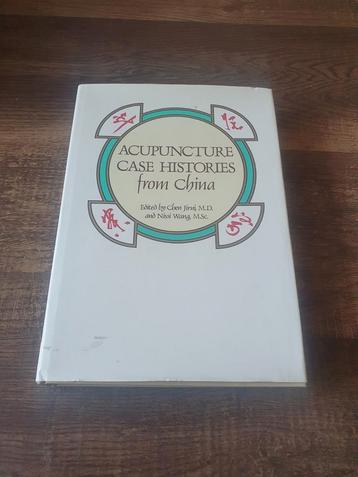 ACUPUNCTURE
CASE HISTORIES
from China
Edited by Chen Jirui, M.D.
and Nissi Wang, M.Sc.